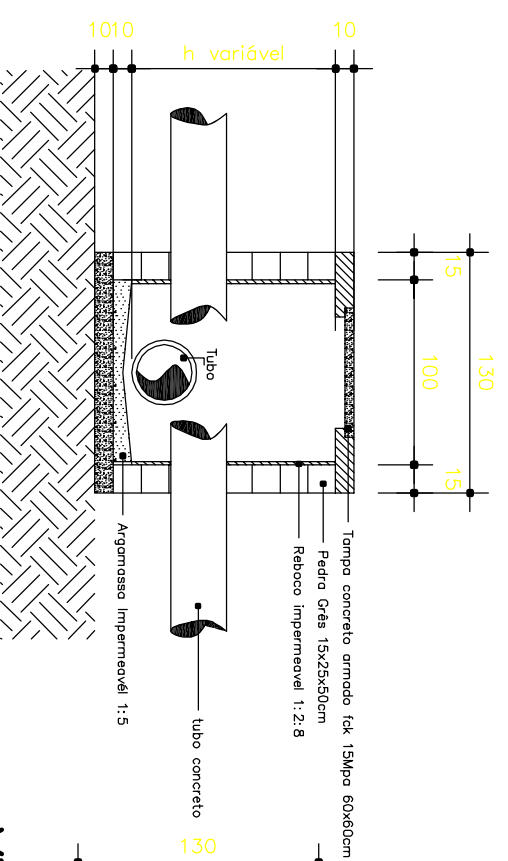 1010
h variável
10
15
100
130
15
Tubo
Tampa concreto armado fck 15Mpa 60x60cm
Pedra Grês 15x25x50cm
Reboco impermeavel 1:2:8
tubo concreto
Argamassa Impermeavél 1:5
130